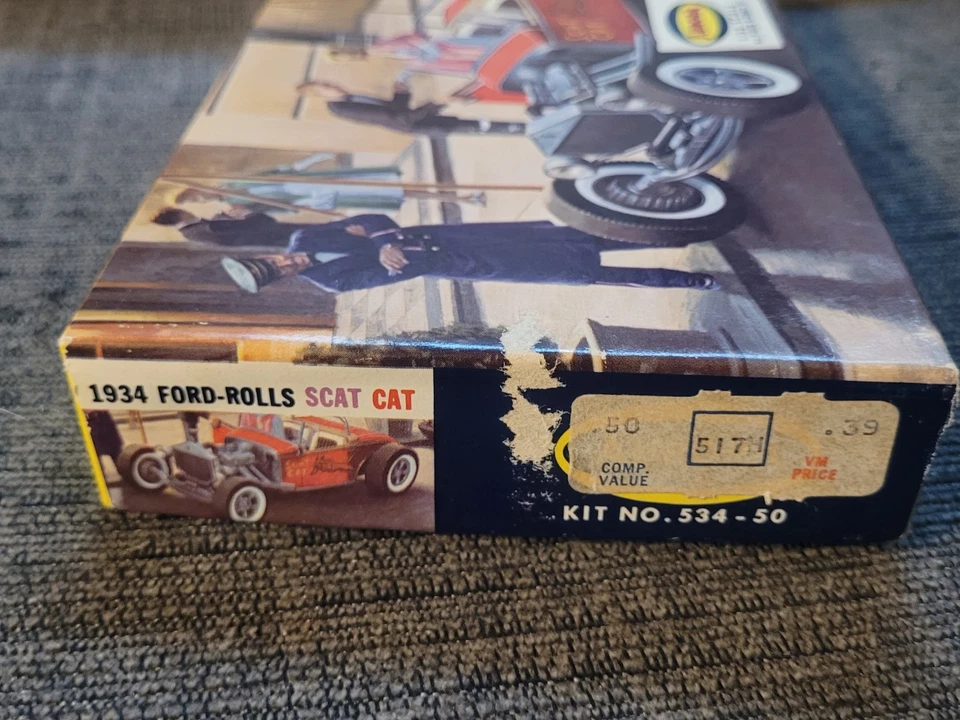 1934 FORD-ROLLS SCAT CAT
.50 517H .39
COMP. VALUE VM PRICE
KIT NO. 534-50